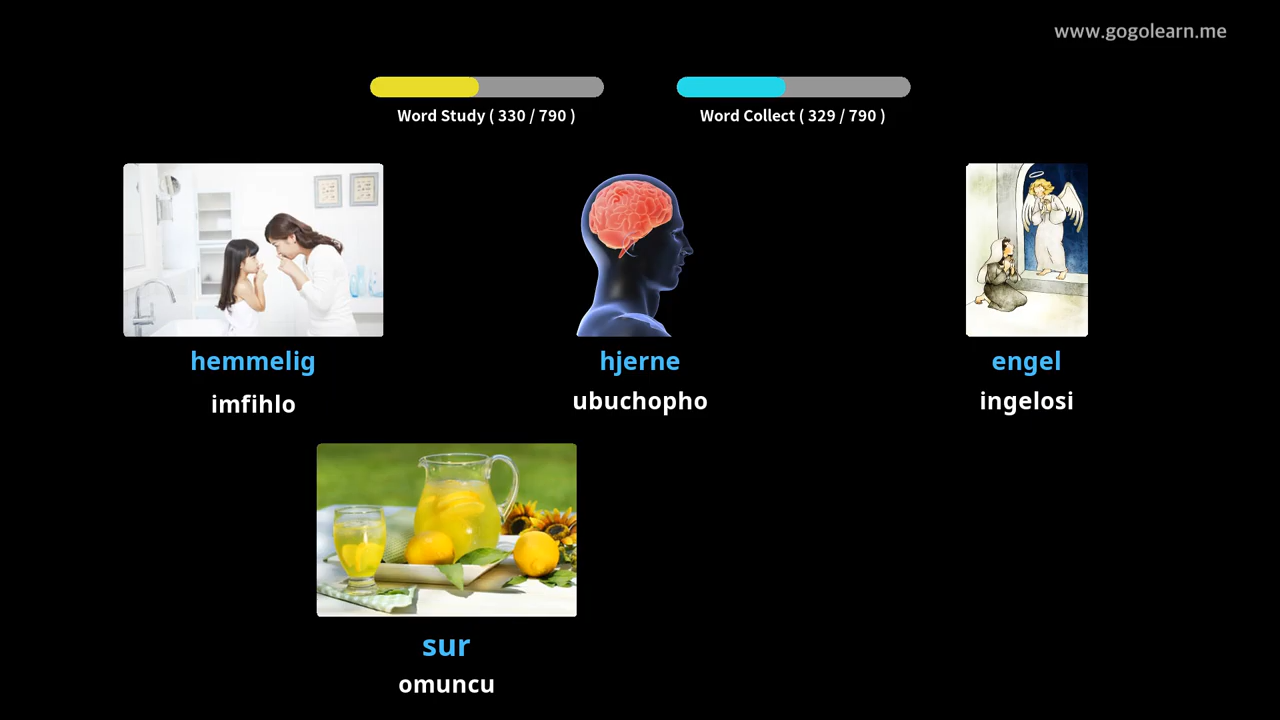 www.gogolearn.me
Word Study ( 330 / 790 )
Word Collect ( 329 / 790 )
hemmelig
imfihlo
hjerne
ubuchopho
engel
ingelosi
sur
omuncu